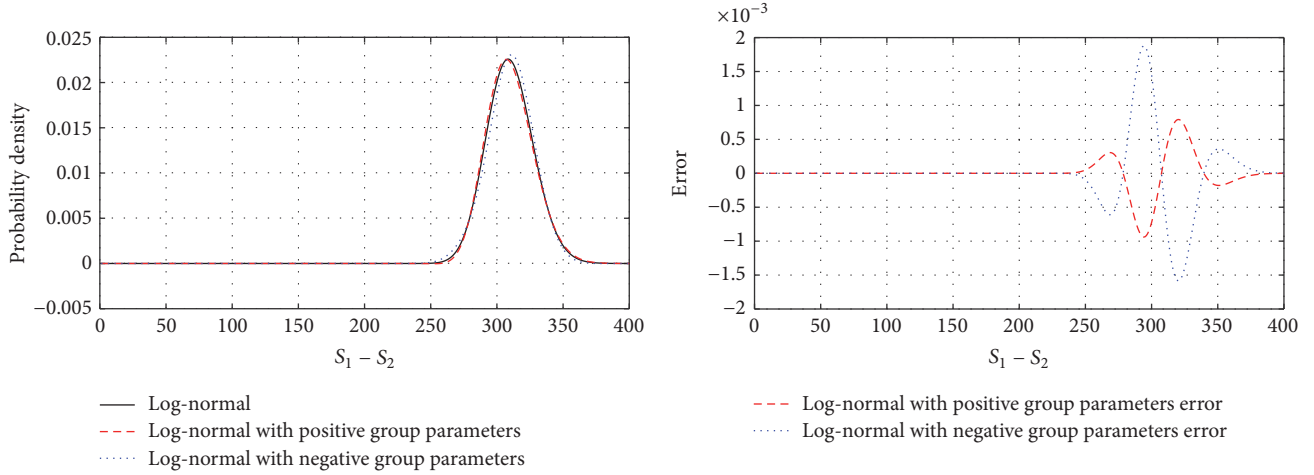 0.025
0.02
0.015
0.01
0.005
0
−0.005
Probability density
0 50 100 150 200 250 300 350 400
S1 − S2
Log-normal
Log-normal with positive group parameters
Log-normal with negative group parameters
×10−3
2
1.5
1
0.5
0
−0.5
−1
−1.5
−2
Error
0 50 100 150 200 250 300 350 400
S1 − S2
Log-normal with positive group parameters error
Log-normal with negative group parameters error